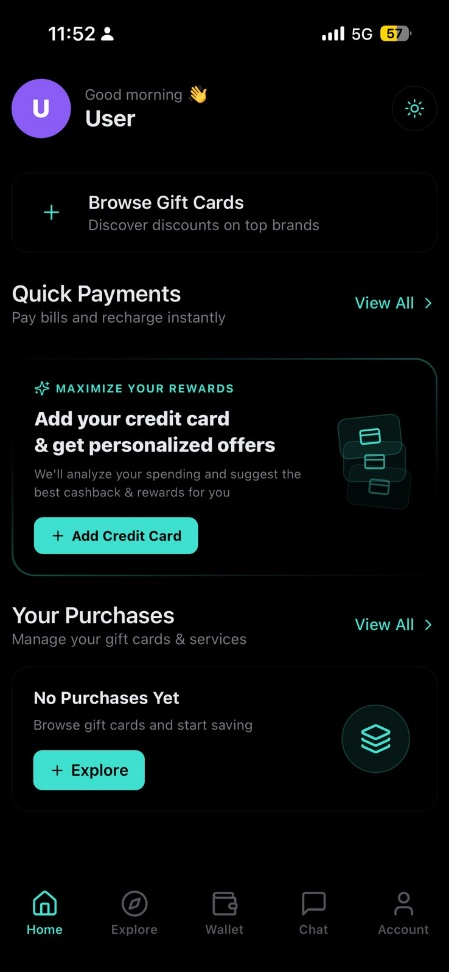 11:52
5G
57
U
Good morning 👋
User
Browse Gift Cards
Discover discounts on top brands
Quick Payments
Pay bills and recharge instantly
View All
MAXIMIZE YOUR REWARDS
Add your credit card
& get personalized offers
We'll analyze your spending and suggest the
best cashback & rewards for you
+ Add Credit Card
Your Purchases
Manage your gift cards & services
View All
No Purchases Yet
Browse gift cards and start saving
+ Explore
Home
Explore
Wallet
Chat
Account